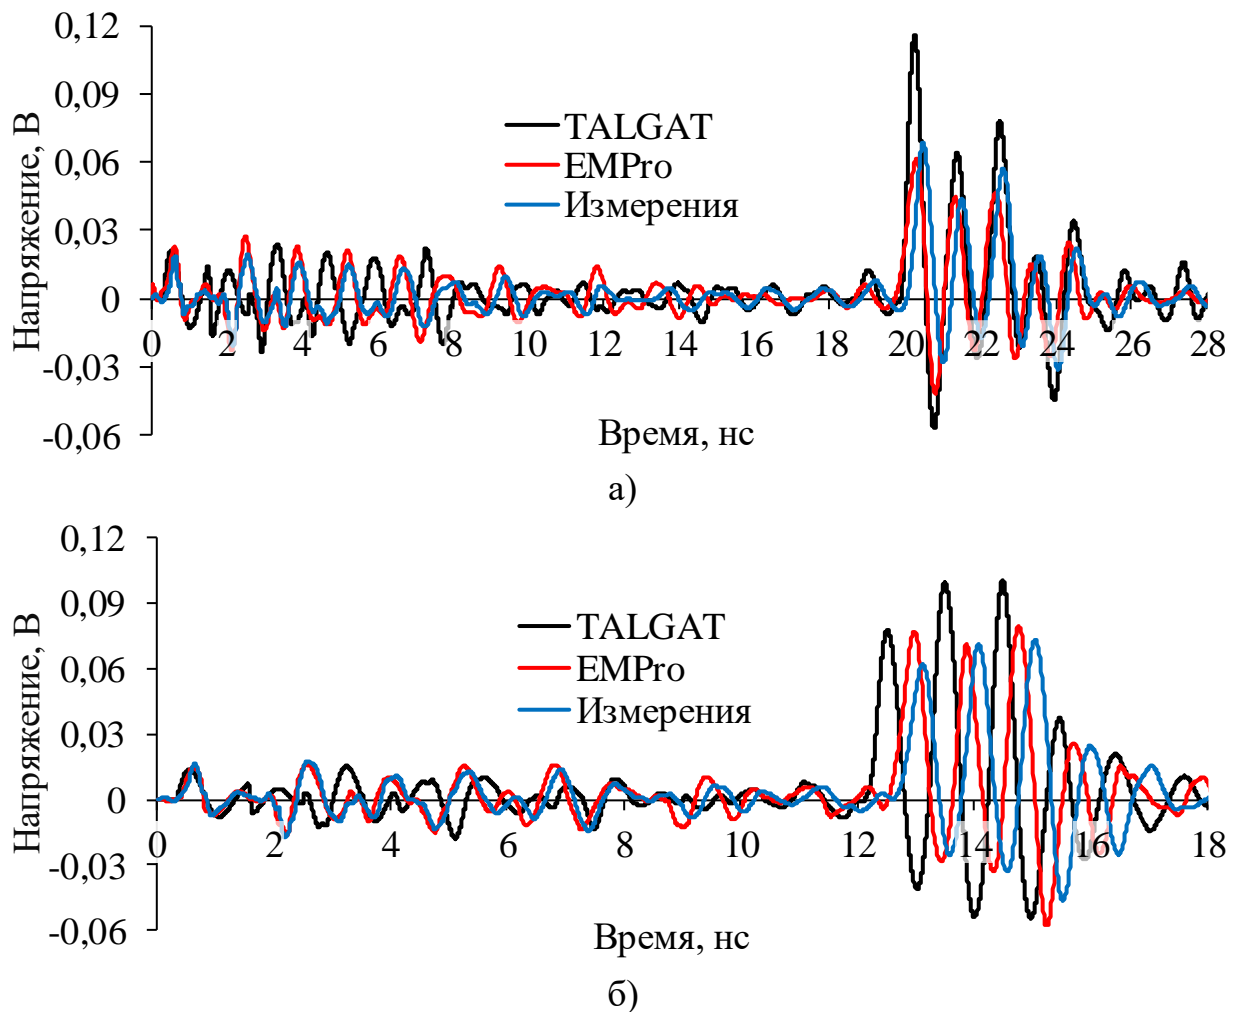 0,12
0,09
0,06
0,03
0
-0,03
-0,06
Напряжение, В
TALGAT
EMPro
Измерения
0 2 4 6 8 10 12 14 16 18 20 22 24 26 28
Время, нс
а)
0,12
0,09
0,06
0,03
0
-0,03
-0,06
Напряжение, В
TALGAT
EMPro
Измерения
0 2 4 6 8 10 12 14 16 18
Время, нс
б)